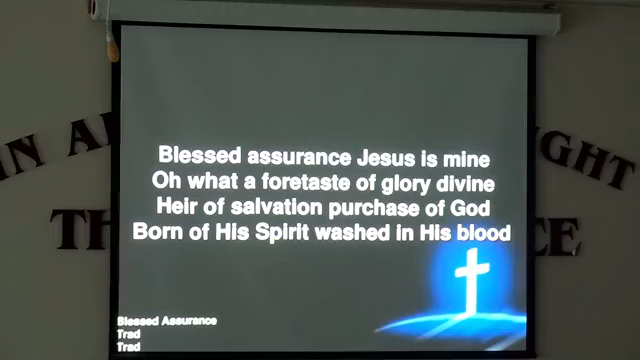 IN
Blessed assurance Jesus is mine
Oh what a foretaste of glory divine
Heir of salvation purchase of God
Born of His Spirit washed in His blood
Blessed Assurance
Trad
Trad